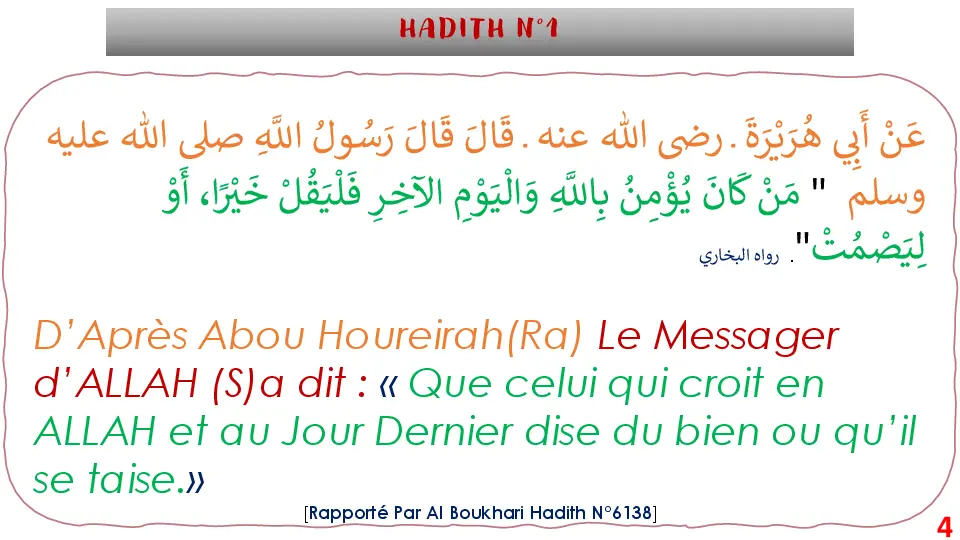 HADITH N°1
عَنْ أَبِي هُرَيْرَةَ ـ رضى الله عنه ـ قَالَ قَالَ رَسُولُ اللَّهِ صلى الله عليه
وسلم " مَنْ كَانَ يُؤْمِنُ بِاللَّهِ وَالْيَوْمِ الآخِرِ فَلْيَقُلْ خَيْرًا، أَوْ
لِيَصْمُتْ". رواه البخاري
D’Après Abou Houreirah(Ra) Le Messager
d’ALLAH (S)a dit : « Que celui qui croit en
ALLAH et au Jour Dernier dise du bien ou qu’il
se taise.»
[Rapporté Par Al Boukhari Hadith N°6138]
4